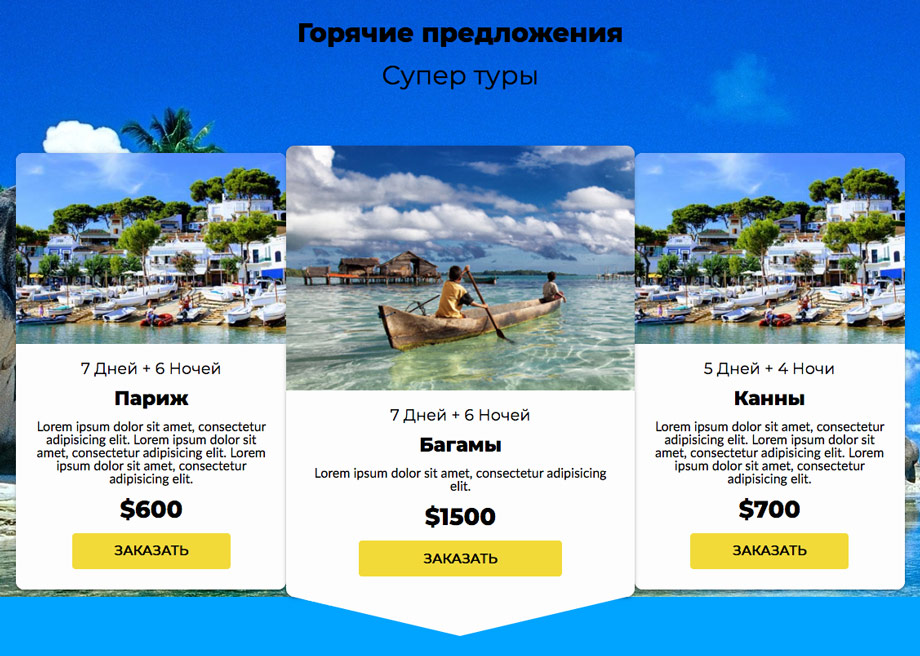 Горячие предложения
Супер туры
7 Дней + 6 Ночей
Париж
Lorem ipsum dolor sit amet, consectetur
adipisicing elit. Lorem ipsum dolor sit
amet, consectetur adipisicing elit. Lorem
ipsum dolor sit amet, consectetur
adipisicing elit.
$600
ЗАКАЗАТЬ
7 Дней + 6 Ночей
Багамы
Lorem ipsum dolor sit amet, consectetur adipisicing
elit.
$1500
ЗАКАЗАТЬ
5 Дней + 4 Ночи
Канны
Lorem ipsum dolor sit amet, consectetur
adipisicing elit. Lorem ipsum dolor sit
amet, consectetur adipisicing elit. Lorem
ipsum dolor sit amet, consectetur
adipisicing elit.
$700
ЗАКАЗАТЬ